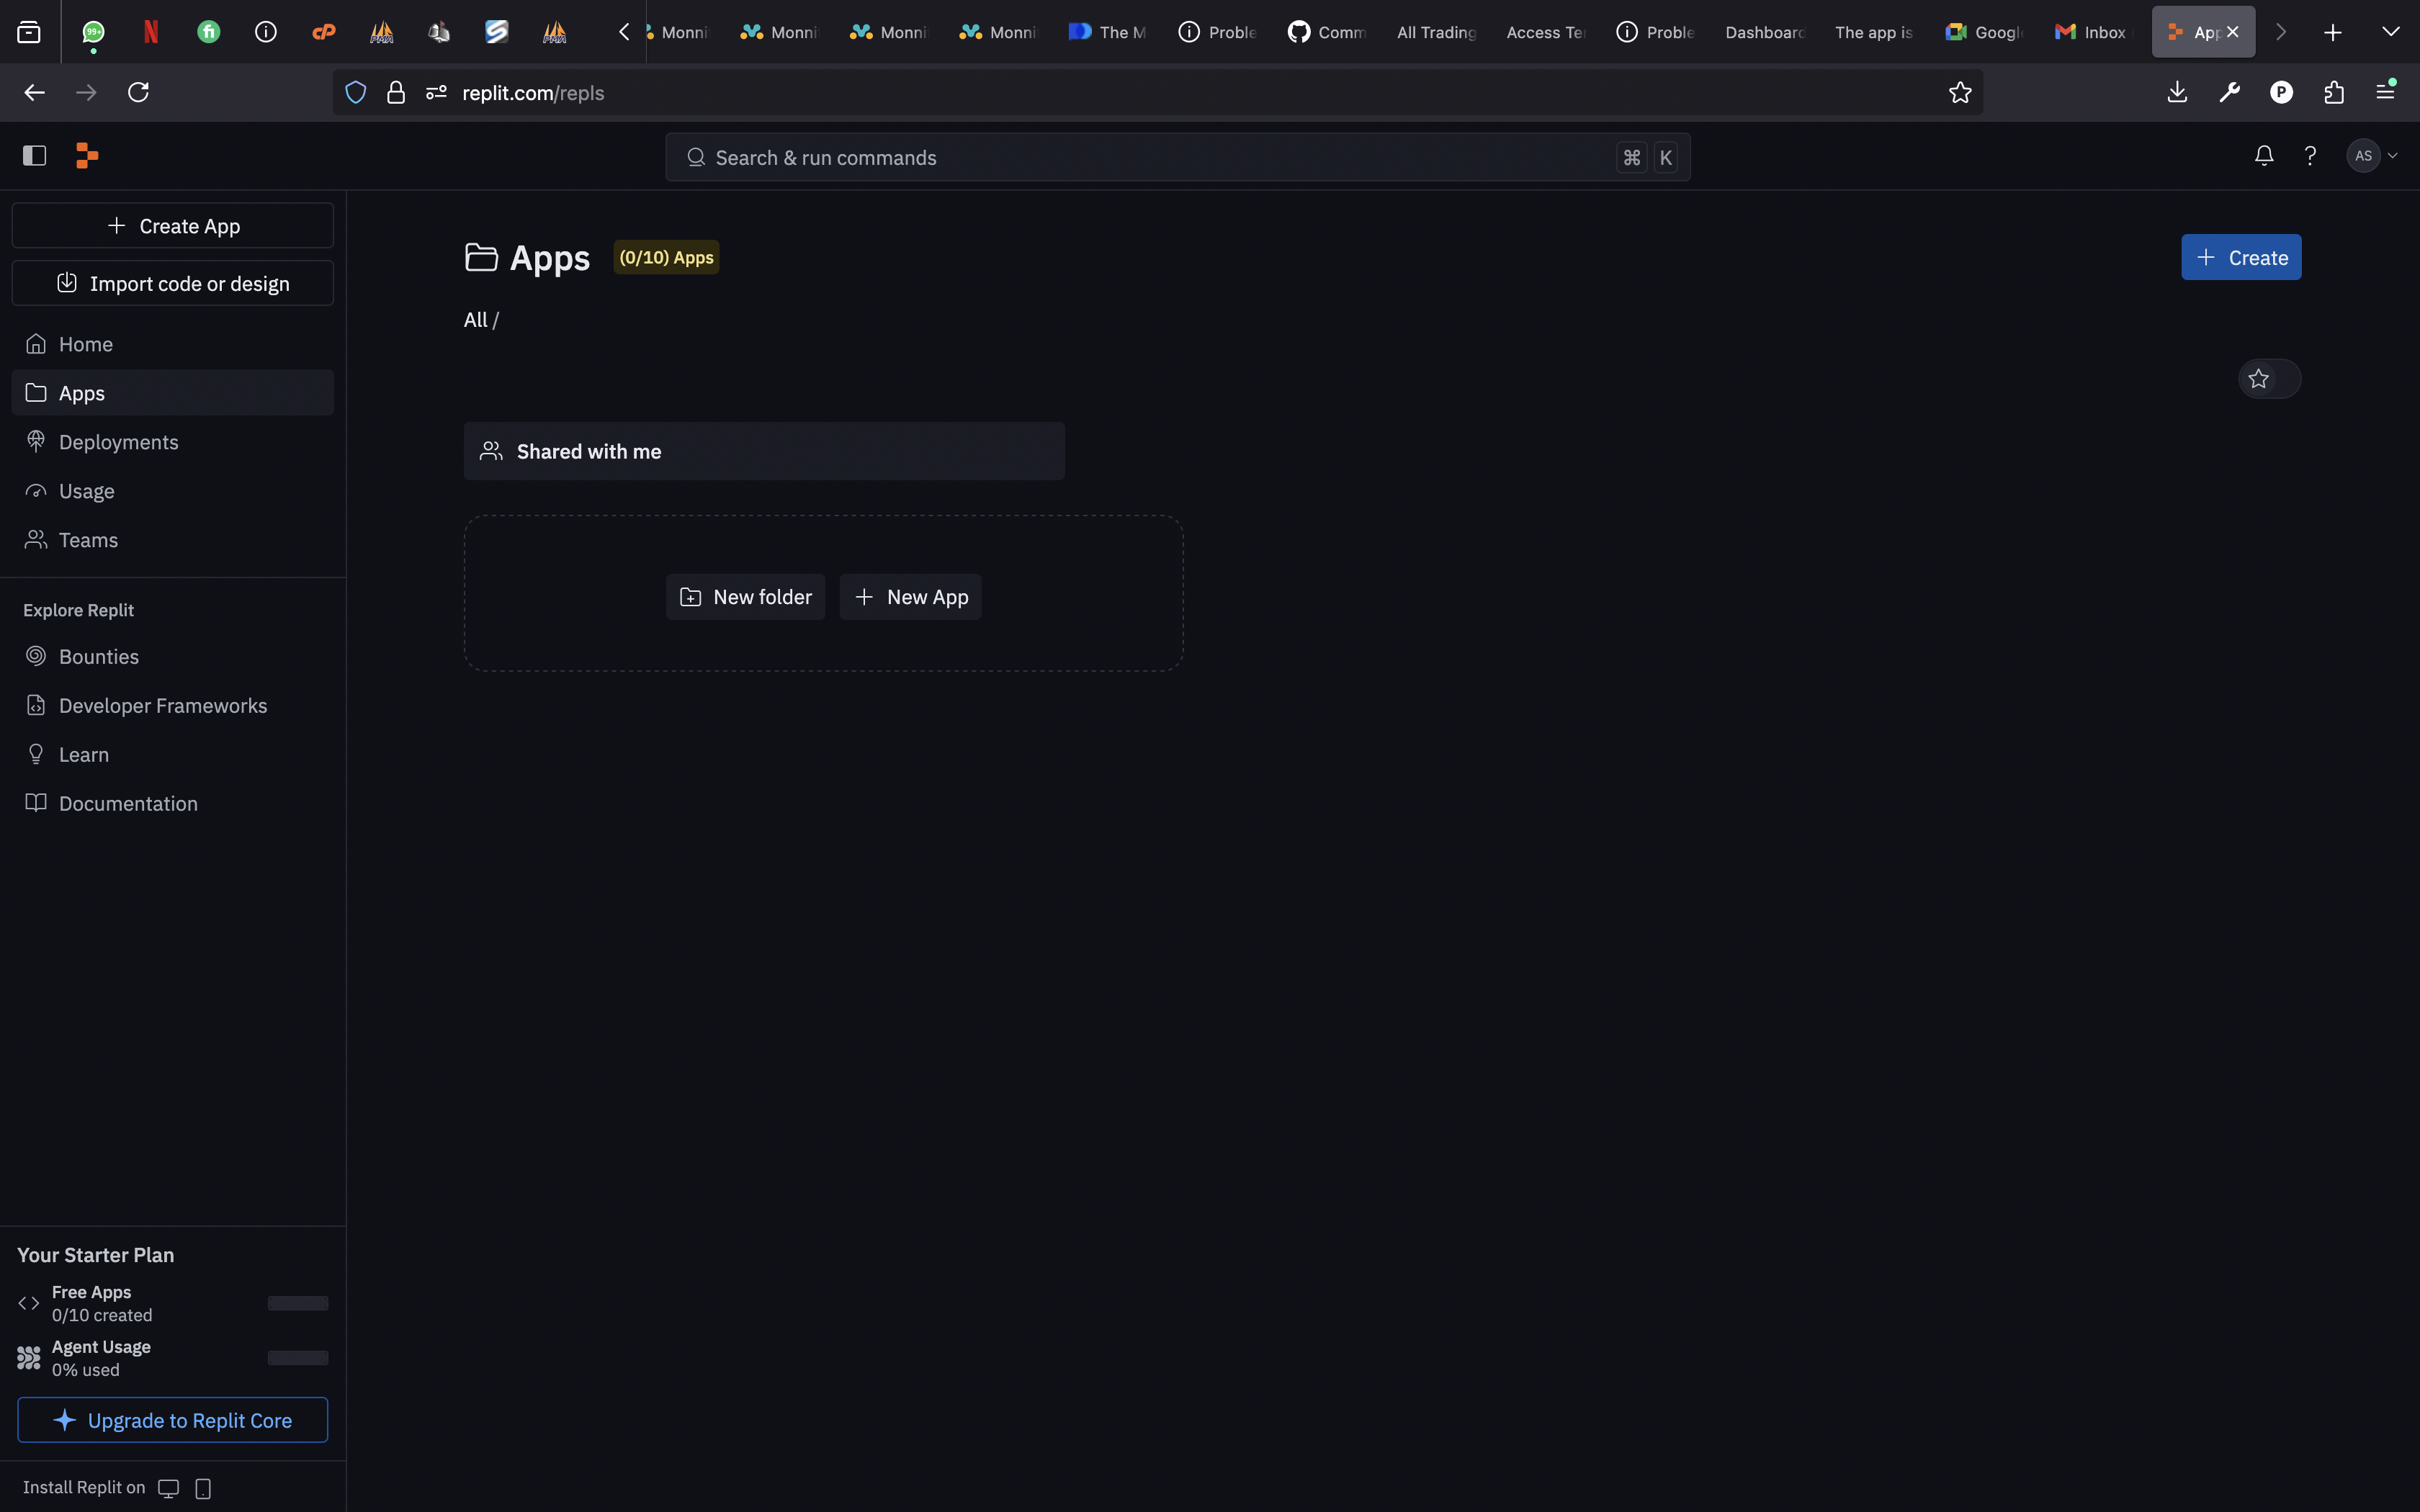 99+
Monni
Monni
Monni
Monni
The M
Proble
Comm
All Trading
Access Ter
Proble
Dashboard
The app is
Googl
Inbox
App
replit.com/repls
P
Search & run commands
⌘ K
AS
Create App
Import code or design
Home
Apps
Deployments
Usage
Teams
Explore Replit
Bounties
Developer Frameworks
Learn
Documentation
Apps (0/10) Apps
Create
All /
Shared with me
New folder
New App
Your Starter Plan
Free Apps
0/10 created
Agent Usage
0% used
Upgrade to Replit Core
Install Replit on